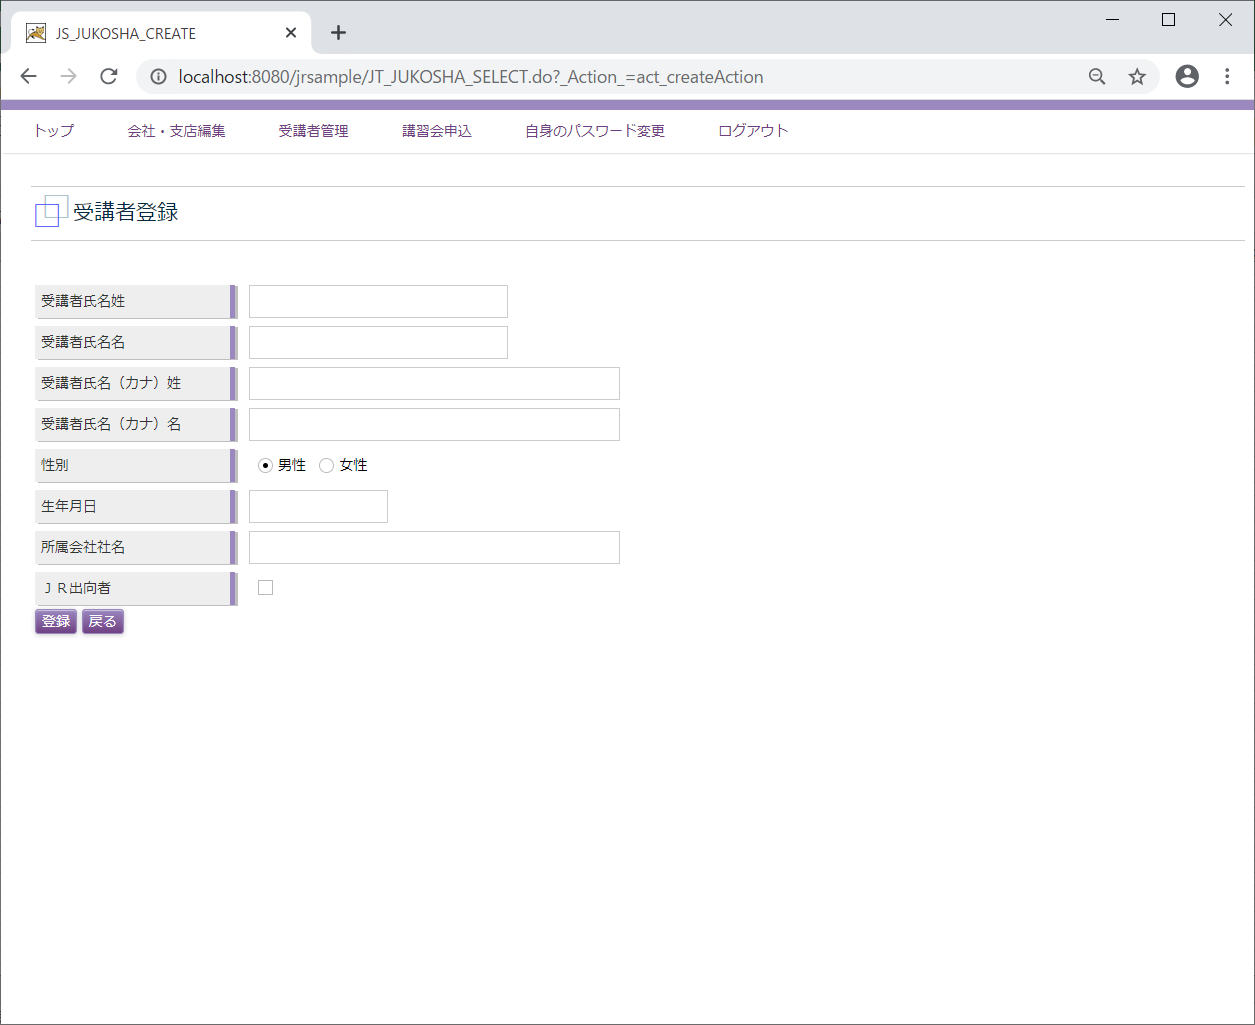 JS_JUKOSHA_CREATE
localhost:8080/jrsample/JT_JUKOSHA_SELECT.do?_Action_=act_createAction
トップ 会社・支店編集 受講者管理 講習会申込 自身のパスワード変更 ログアウト
受講者登録
受講者氏名姓
受講者氏名名
受講者氏名（カナ）姓
受講者氏名（カナ）名
性別 男性 女性
生年月日
所属会社社名
ＪＲ出向者
登録 戻る